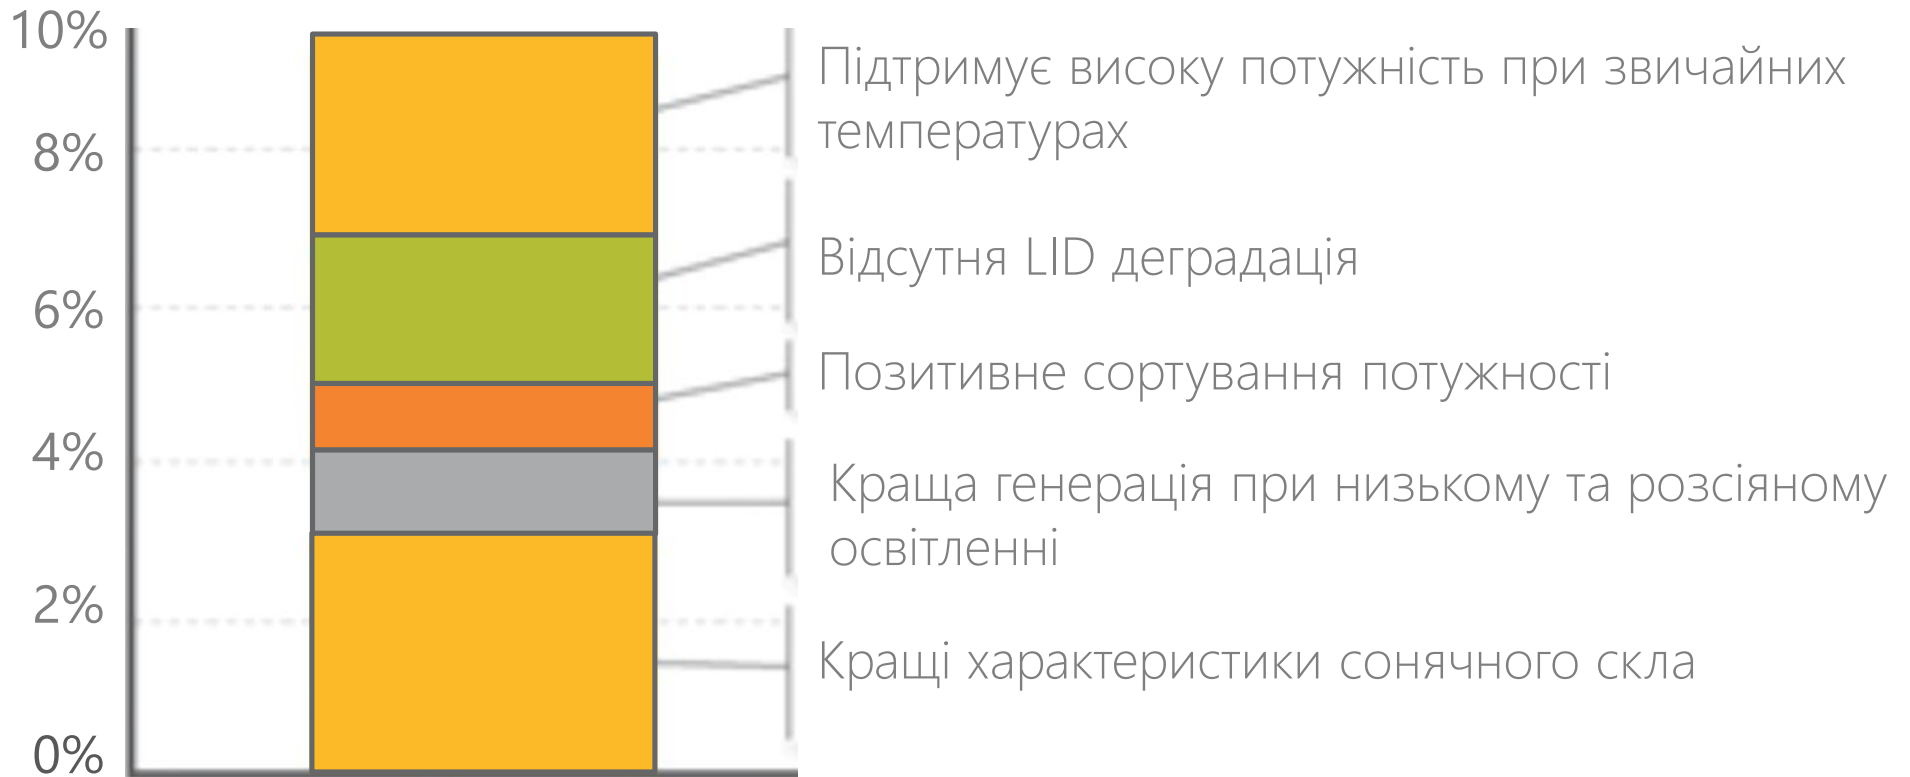 10%
Підтримує високу потужність при звичайних
температурах
8%
Відсутня LID деградація
6%
Позитивне сортування потужності
4%
Краща генерація при низькому та розсіяному
освітленні
2%
Кращі характеристики сонячного скла
0%